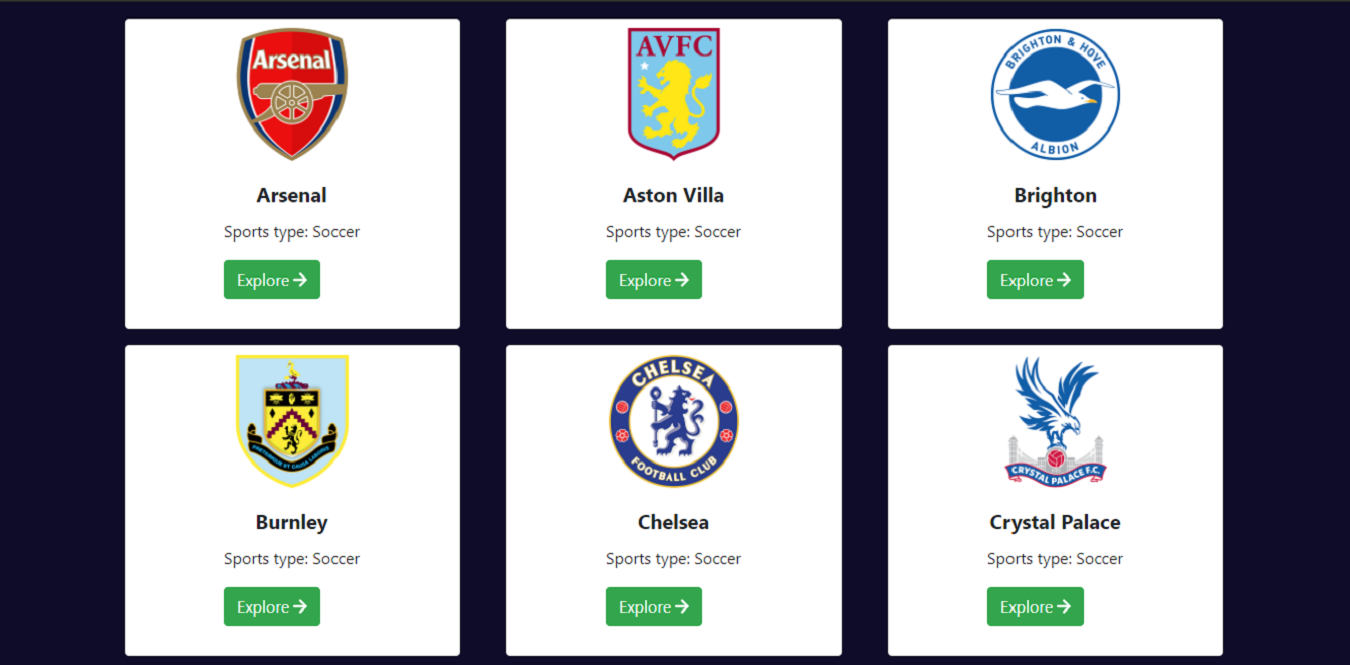 Arsenal
AVFC
BRIGHTON & HOVE
ALBION
Arsenal
Aston Villa
Brighton
Sports type: Soccer
Sports type: Soccer
Sports type: Soccer
Explore
Explore
Explore
CHELSEA
FOOTBALL CLUB
CRYSTAL PALACE F.C.
Burnley
Chelsea
Crystal Palace
Sports type: Soccer
Sports type: Soccer
Sports type: Soccer
Explore
Explore
Explore